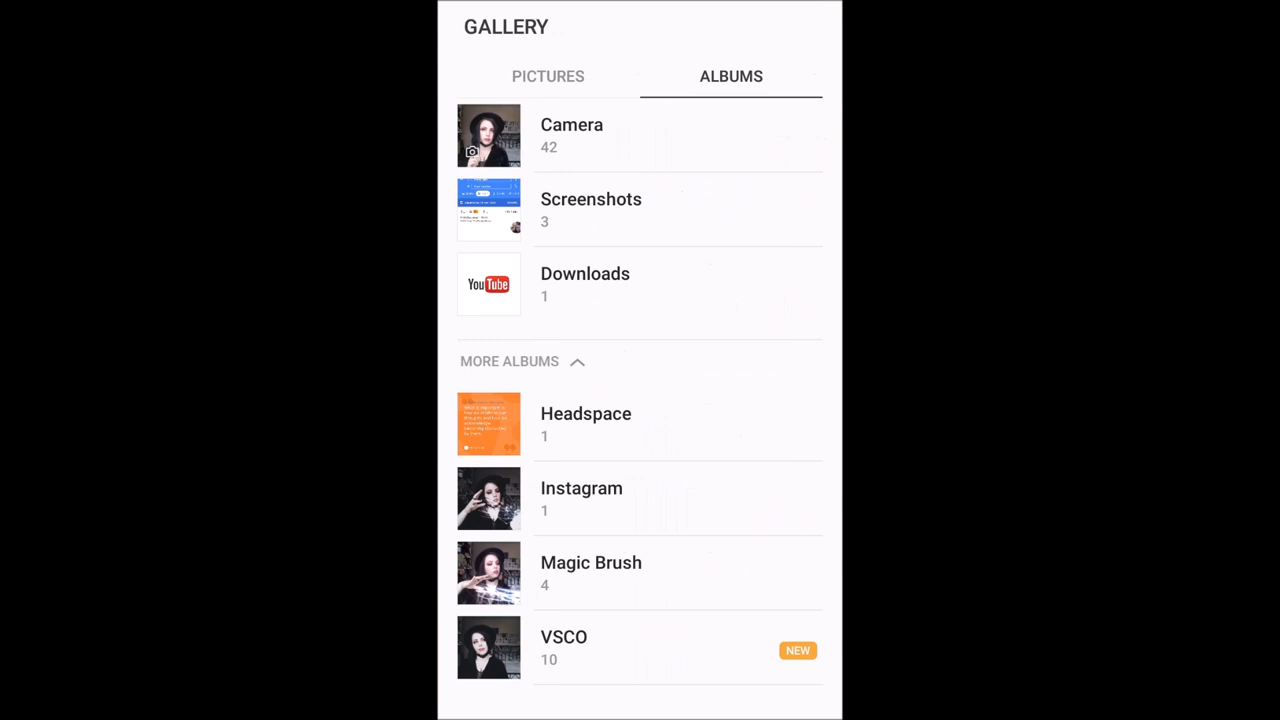 GALLERY
PICTURES
ALBUMS
Camera
42
Screenshots
3
YouTube
Downloads
1
MORE ALBUMS
Headspace
1
Instagram
1
Magic Brush
4
VSCO
10
NEW